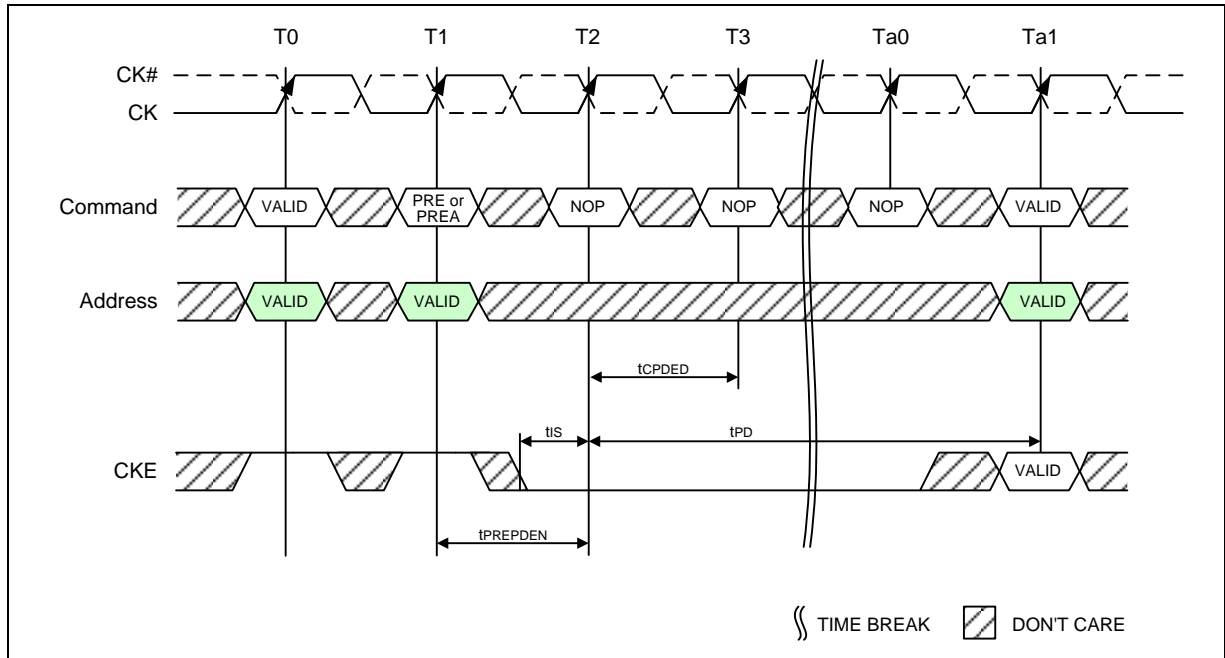 T0 T1 T2 T3 Ta0 Ta1
CK#
CK
Command VALID PRE or PREA NOP NOP NOP VALID
Address VALID VALID VALID
tCPDED
tIS tPD
CKE VALID
tPREPDEN
TIME BREAK DON'T CARE